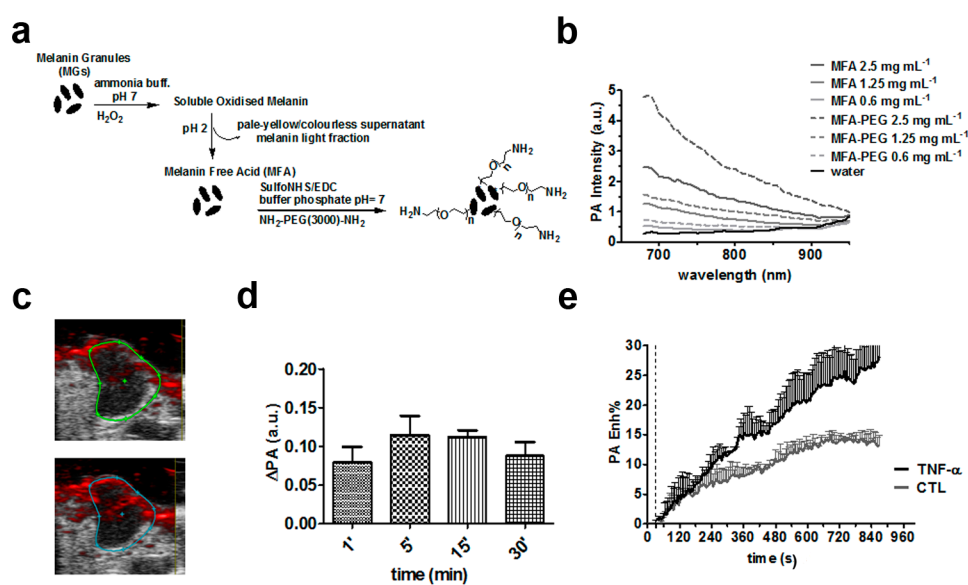 a
Melanin Granules
(MGs)
ammonia buff.
pH 7
H2O2
Soluble Oxidised Melanin
pH 2
pale-yellow/colourless supernatant
melanin light fraction
Melanin Free Acid (MFA)
SulfoNHS/EDC
buffer phosphate pH= 7
NH2-PEG(3000)-NH2
NH2
O
n
O
NH2
n
H2N
O
n
O
NH2
n
b
MFA 2.5 mg mL-1
MFA 1.25 mg mL-1
MFA 0.6 mg mL-1
MFA-PEG 2.5 mg mL-1
MFA-PEG 1.25 mg mL-1
MFA-PEG 0.6 mg mL-1
water
PA Intensity (a.u.)
5
4
3
2
1
0
700
800
900
wavelength (nm)
c
d
ΔPA (a.u.)
0.20
0.15
0.10
0.05
0.00
1'
5'
15'
30'
time (min)
e
PA Enh%
30
25
20
15
10
5
0
0 120 240 360 480 600 720 840 960
time (s)
TNF-α
CTL